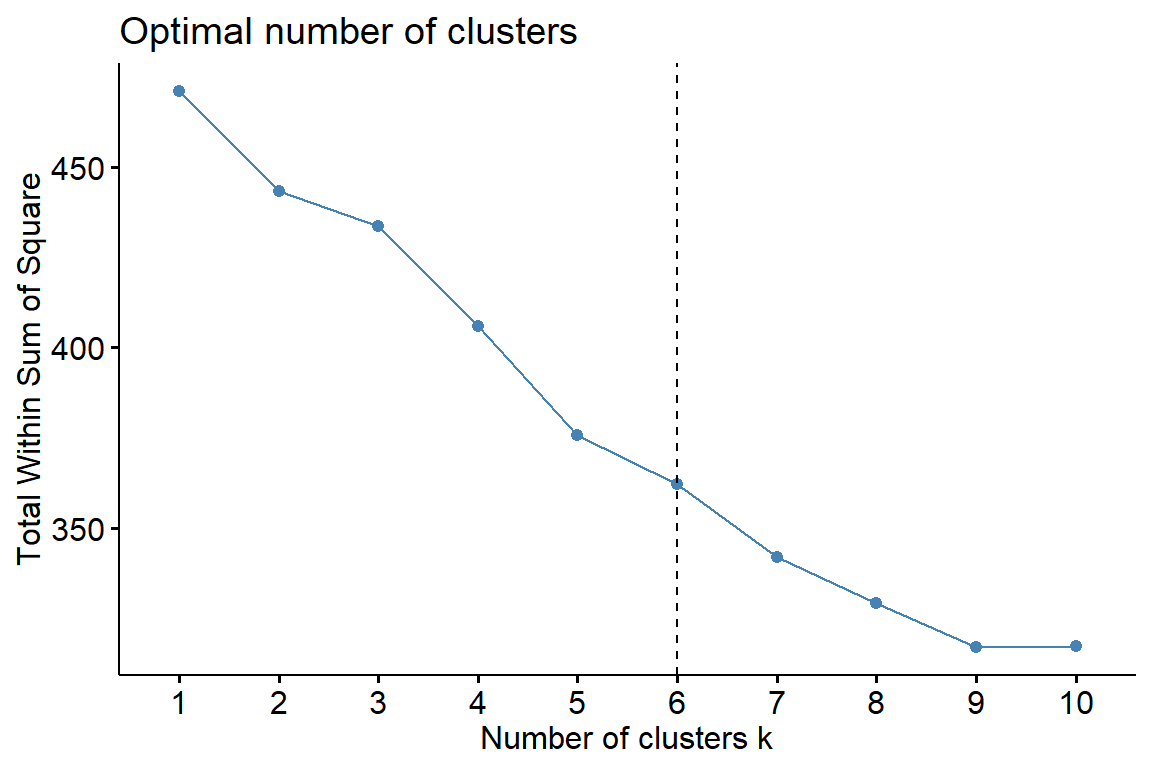 Optimal number of clusters
Total Within Sum of Square
450
400
350
1 2 3 4 5 6 7 8 9 10
Number of clusters k